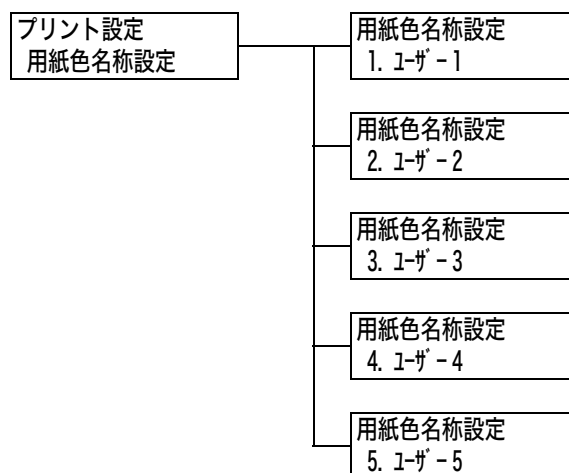 プリント設定
用紙色名称設定
用紙色名称設定
1. ﾕｰｻﾞｰ1
用紙色名称設定
2. ﾕｰｻﾞｰ2
用紙色名称設定
3. ﾕｰｻﾞｰ3
用紙色名称設定
4. ﾕｰｻﾞｰ4
用紙色名称設定
5. ﾕｰｻﾞｰ5